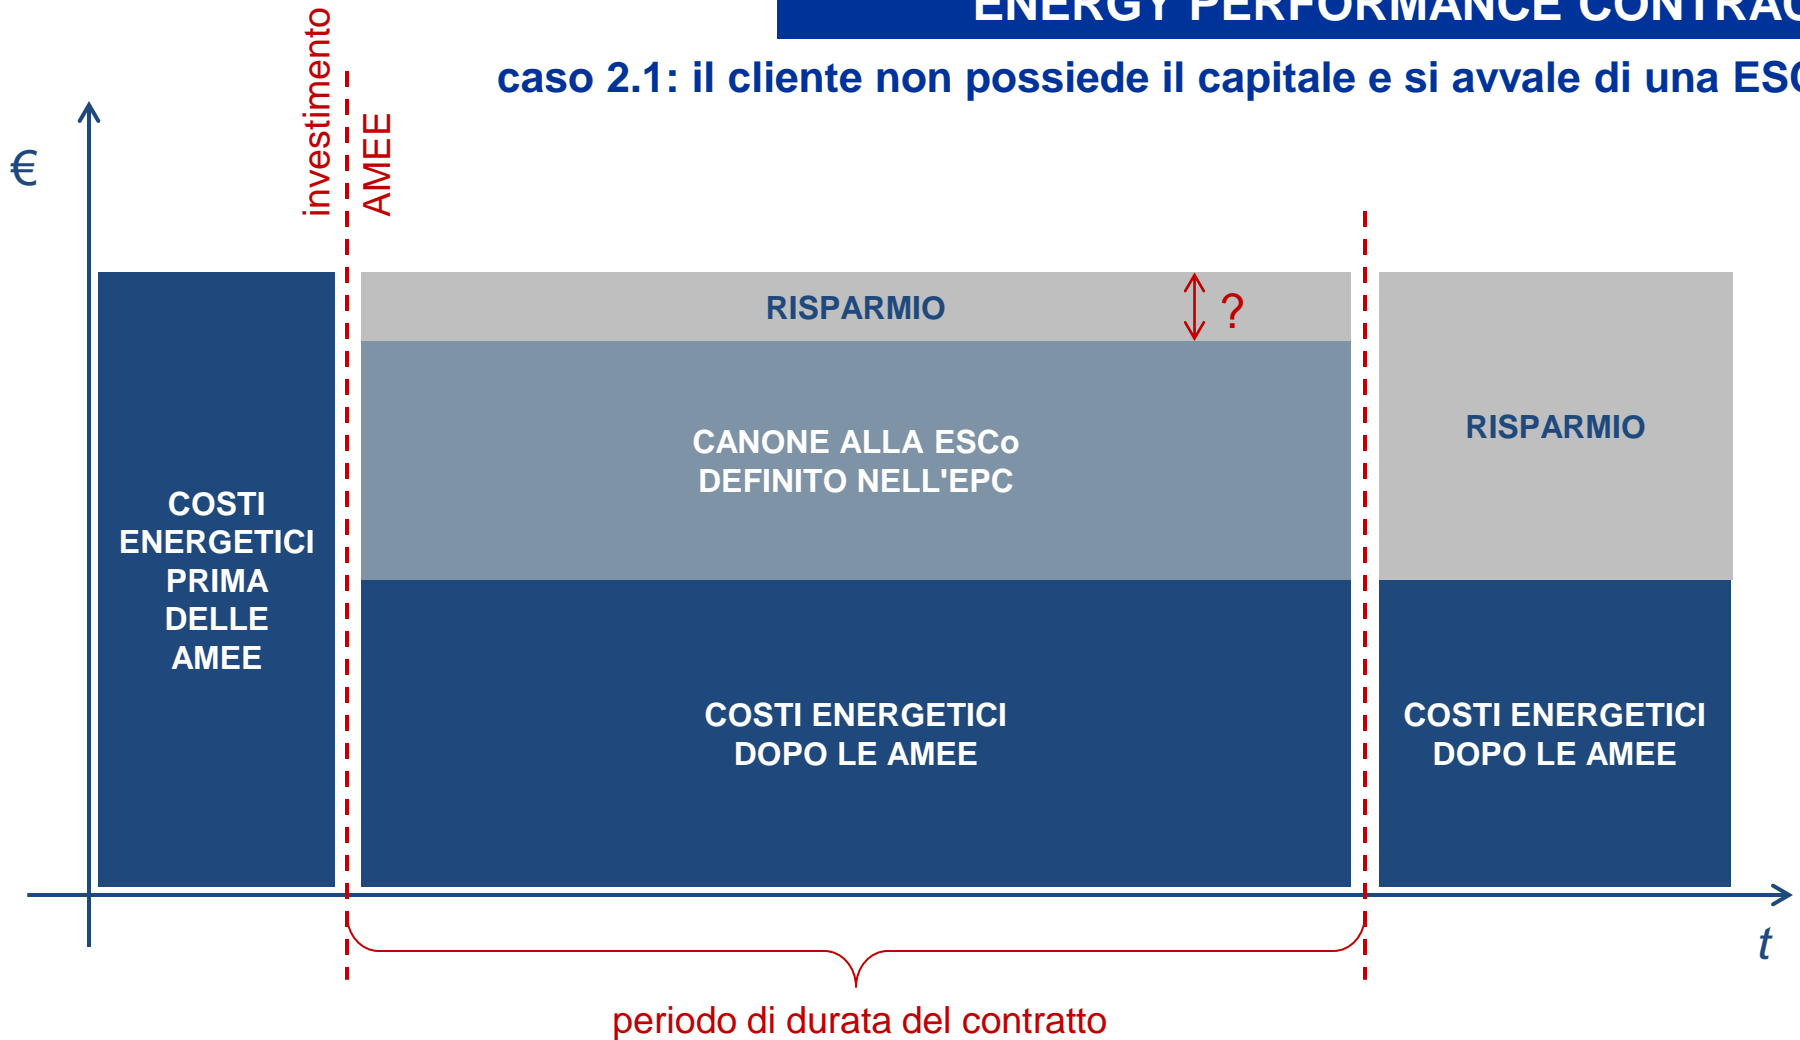 ENERGY PERFORMANCE
caso 2.1: il cliente non possiede il capitale e si avvale di una
investimento
AMEE
€
RISPARMIO
?
CANONE ALLA ESCo
DEFINITO NELL'EPC
RISPARMIO
COSTI
ENERGETICI
PRIMA
DELLE
AMEE
COSTI ENERGETICI
DOPO LE AMEE
COSTI ENERGETICI
DOPO LE AMEE
t
periodo di durata del contratto